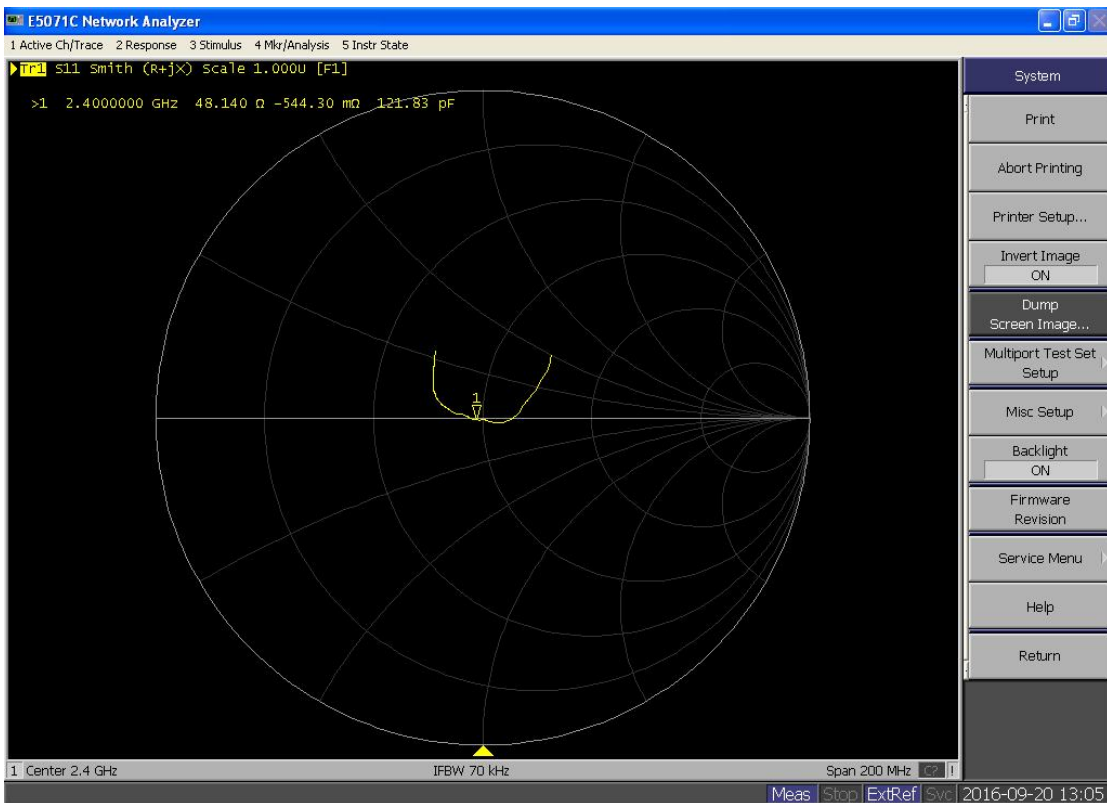 E5071C Network Analyzer
1 Active Ch/Trace 2 Response 3 Stimulus 4 Mkr/Analysis 5 Instr State
Tr1 S11 Smith (R+jX) Scale 1.000U [F1]
>1 2.4000000 GHz 48.140 Ω -544.30 mΩ 121.83 pF
1
System
Print
Abort Printing
Printer Setup...
Invert Image
ON
Dump
Screen Image...
Multiport Test Set
Setup
Misc Setup
Backlight
ON
Firmware
Revision
Service Menu
Help
Return
1 Center 2.4 GHz IFBW 70 kHz Span 200 MHz C? !
Meas Stop ExtRef Svc 2016-09-20 13:05